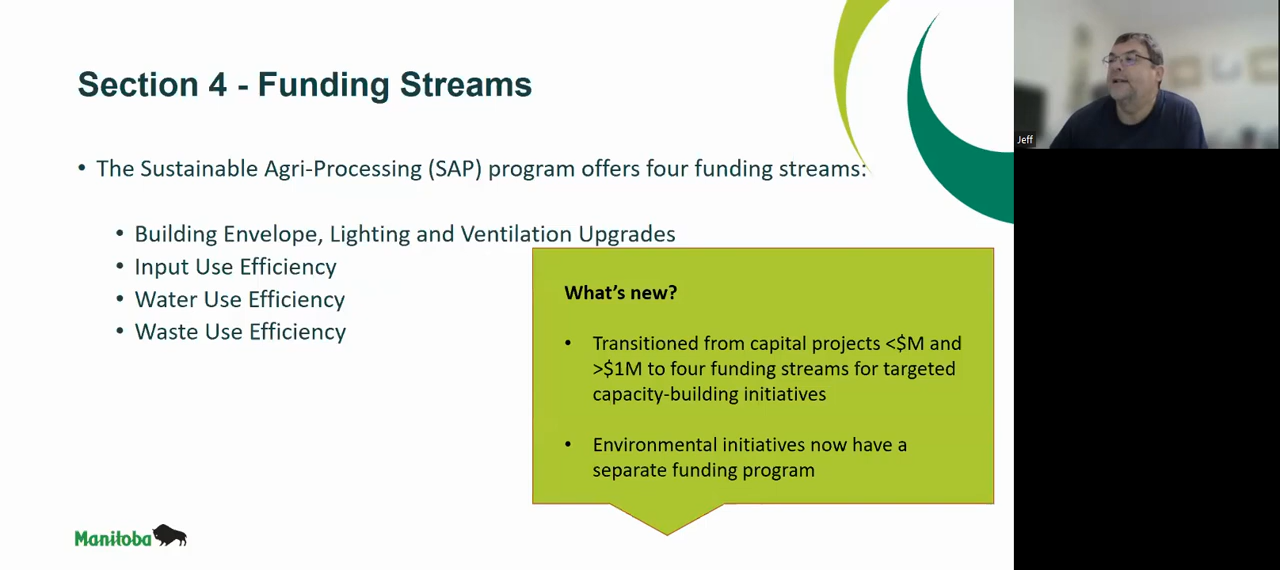 Section 4 - Funding Streams
• The Sustainable Agri-Processing (SAP) program offers four funding streams:
• Building Envelope, Lighting and Ventilation Upgrades
• Input Use Efficiency
• Water Use Efficiency
• Waste Use Efficiency
What's new?
• Transitioned from capital projects <$M and
>$1M to four funding streams for targeted
capacity-building initiatives
• Environmental initiatives now have a
separate funding program
Manitoba
Jeff